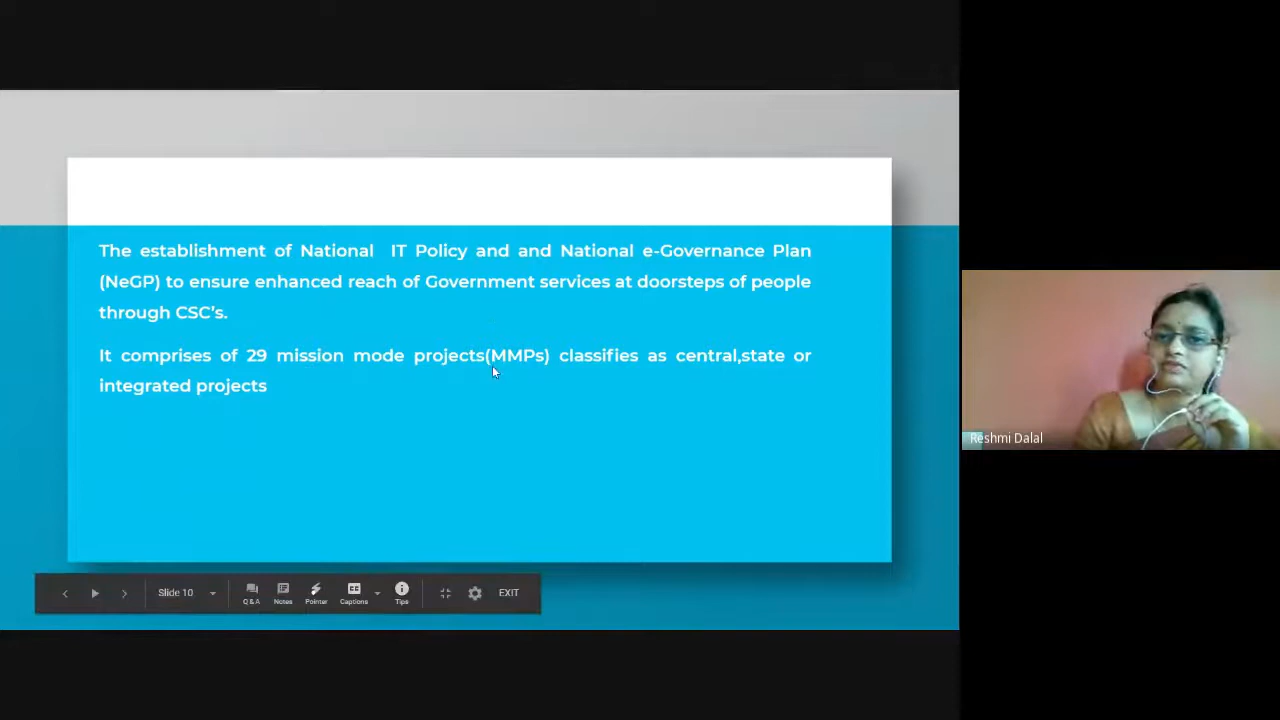 The establishment of National IT Policy and and National e-Governance Plan
(NeGP) to ensure enhanced reach of Government services at doorsteps of people
through CSC's.
It comprises of 29 mission mode projects(MMPs) classifies as central,state or
integrated projects
Reshmi Dalal
Slide 10
Q&A
Notes
Pointer
Captions
Tips
EXIT